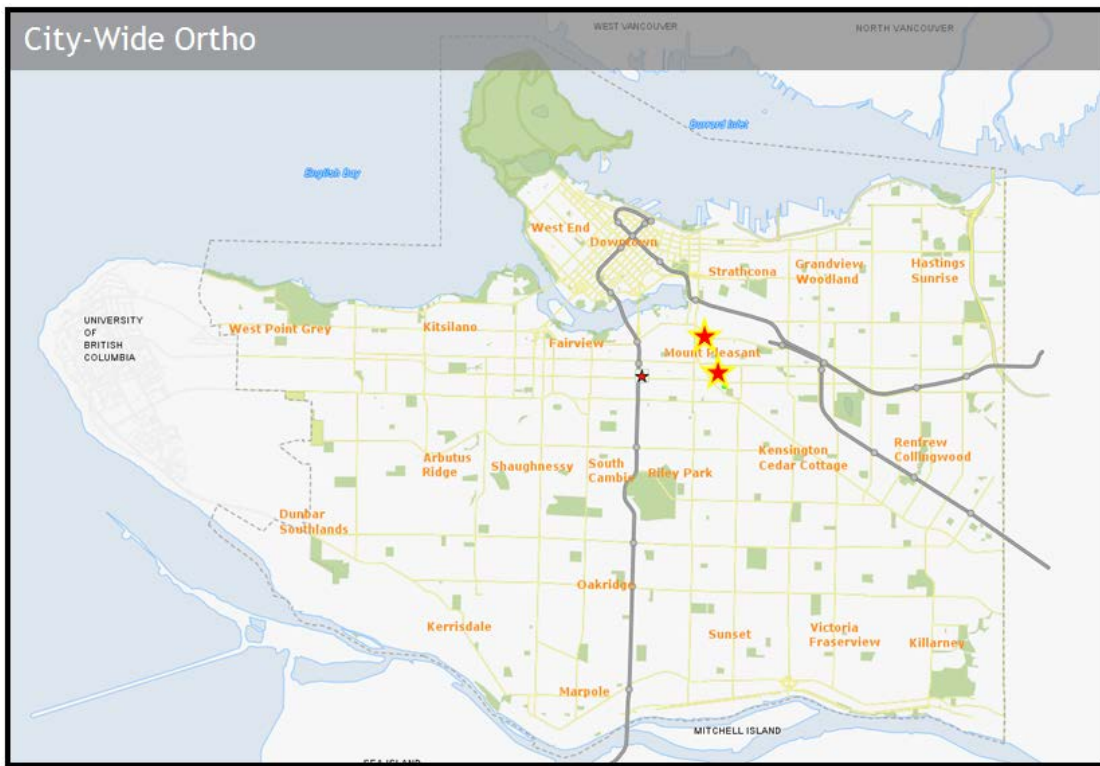 City-Wide Ortho
WEST VANCOUVER
NORTH VANCOUVER
Burrard Inlet
English Bay
West End
Downtown
Strathcona
Grandview
Woodland
Hastings
Sunrise
UNIVERSITY
OF
BRITISH
COLUMBIA
West Point Grey
Kitsilano
Fairview
Mount Pleasant
Arbutus
Ridge
Shaughnessy
South
Cambie
Riley Park
Kensington
Cedar Cottage
Renfrew
Collingwood
Dunbar
Southlands
Oakridge
Kerrisdale
Sunset
Victoria
Fraserview
Killarney
Marpole
MITCHELL ISLAND
SEA ISLAND